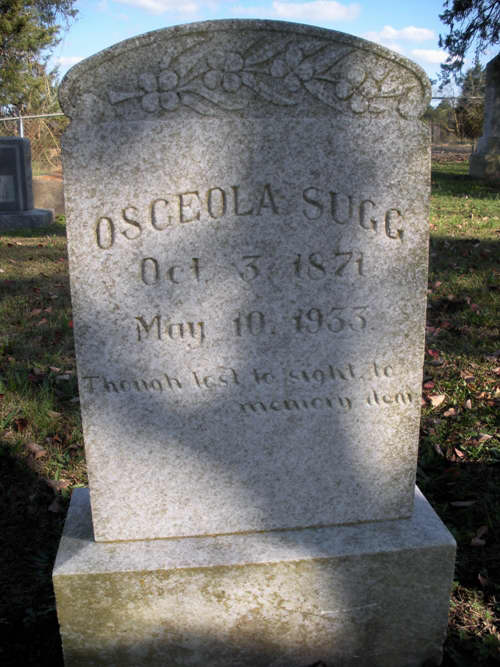 OSCEOLA SUGG
Oct. 3, 1871
May 10, 1933
Though lost to sight, to
memory dear